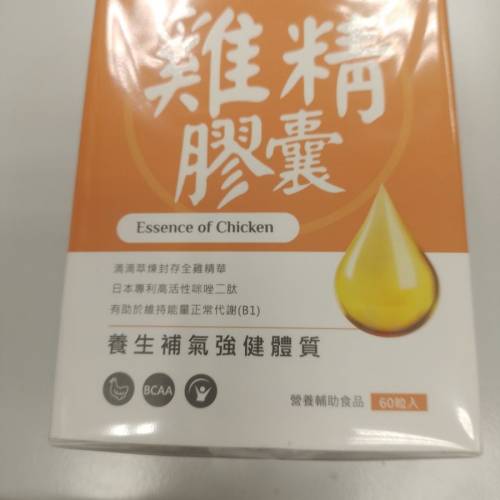 雞精
膠囊
Essence of Chicken
滴滴萃煉封存全雞精華
日本專利高活性咪唑二肽
有助於維持能量正常代謝(B1)
養生補氣強健體質
BCAA
營養輔助食品 60粒入